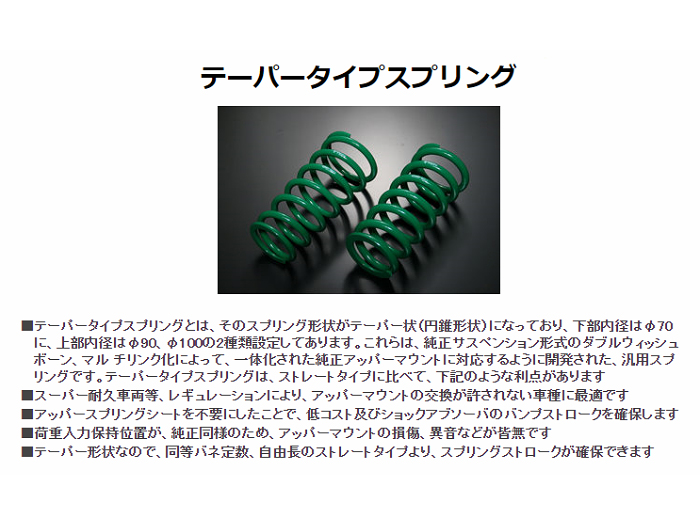 テーパータイプスプリング
■テーパータイプスプリングとは、そのスプリング形状がテーパー状(円錐形状)になっており、下部内径はφ70
に、上部内径はφ90、φ100の2種類設定してあります。これらは、純正サスペンション形式のダブルウィッシュ
ボーン、マル チリンク化によって、一体化された純正アッパーマウントに対応するように開発された、汎用スプ
リングです。テーパータイプスプリングは、ストレートタイプに比べて、下記のような利点があります
■スーパー耐久車両等、レギュレーションにより、アッパーマウントの交換が許されない車種に最適です
■アッパースプリングシートを不要にしたことで、低コスト及びショックアブソーバのバンプストロークを確保します
■荷重入力保持位置が、純正同様のため、アッパーマウントの損傷、異音などが皆無です
■テーパー形状なので、同等バネ定数、自由長のストレートタイプより、スプリングストロークが確保できます